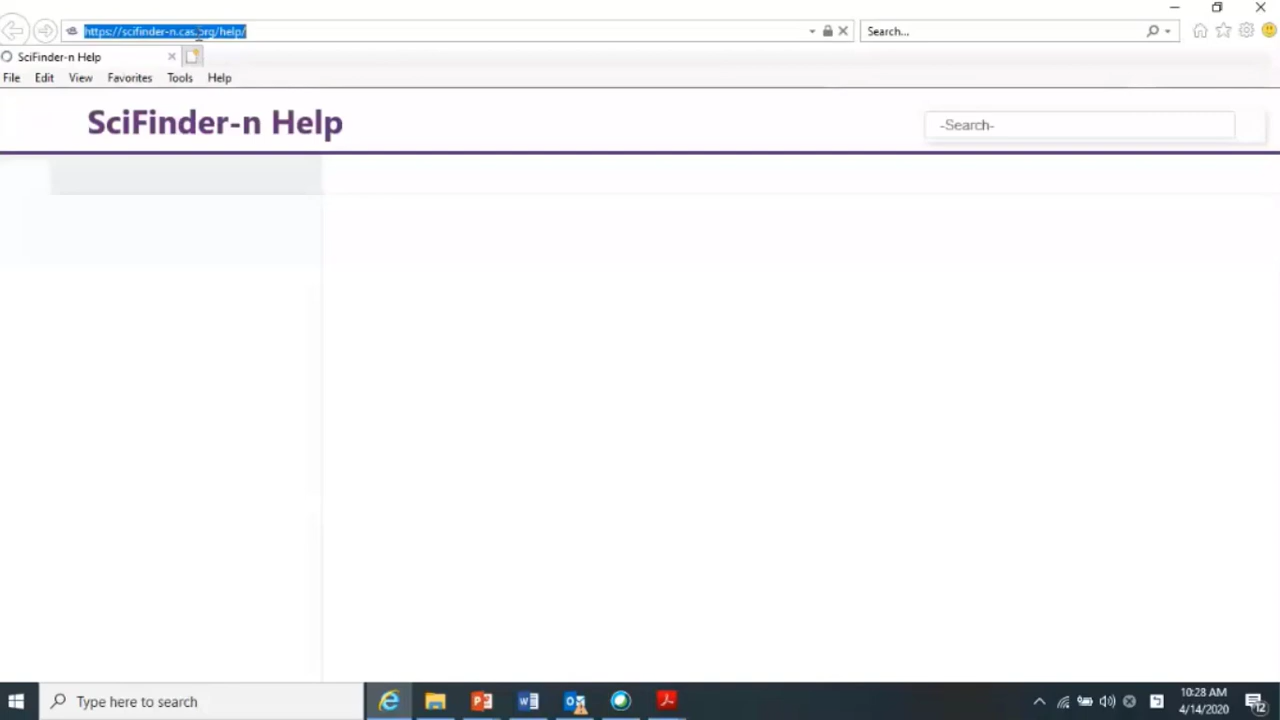 https://scifinder-n.cas.org/help/
Search...
SciFinder-n Help
File Edit View Favorites Tools Help
SciFinder-n Help
-Search-
Type here to search
10:28 AM
4/14/2020
12